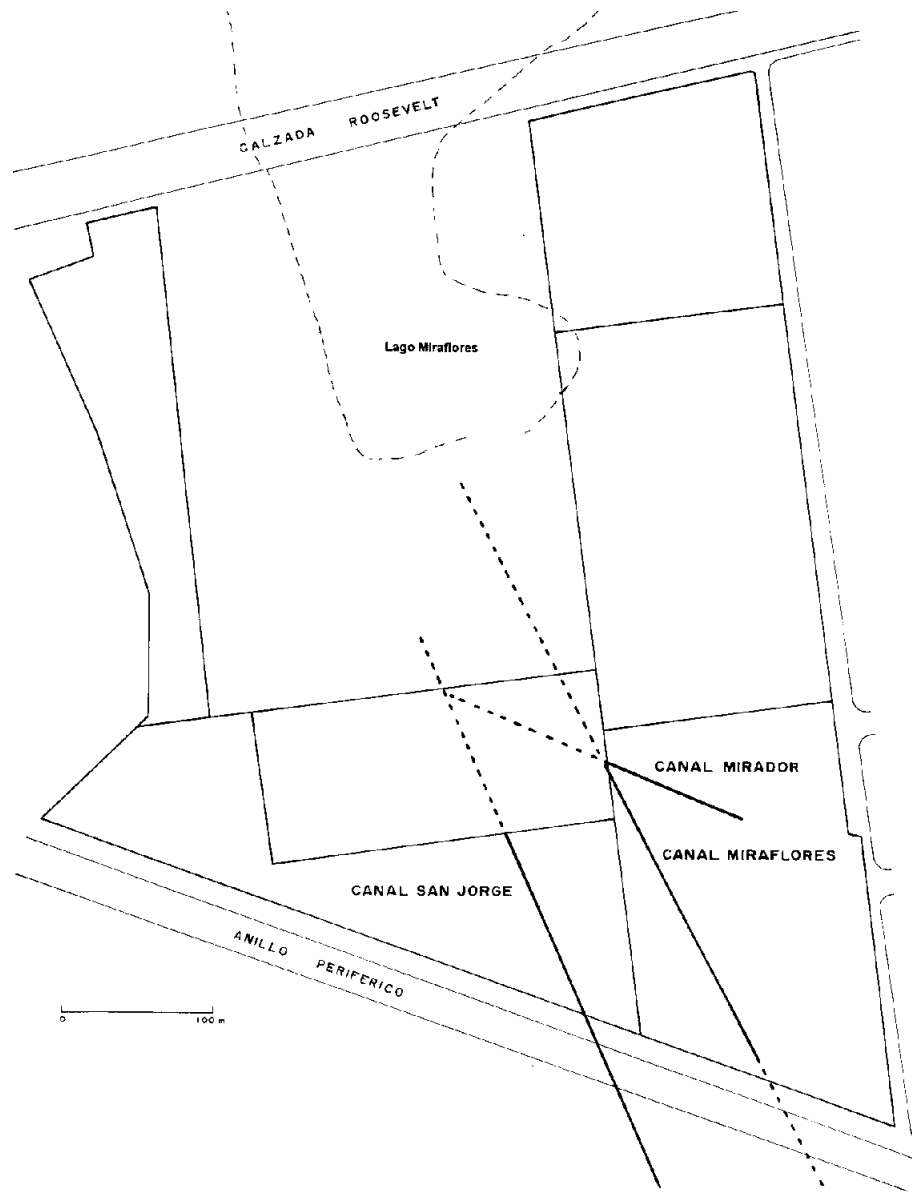 CALZADA ROOSEVELT
Lago Miraflores
CANAL MIRADOR
CANAL MIRAFLORES
CANAL SAN JORGE
ANILLO PERIFERICO
0 100 m